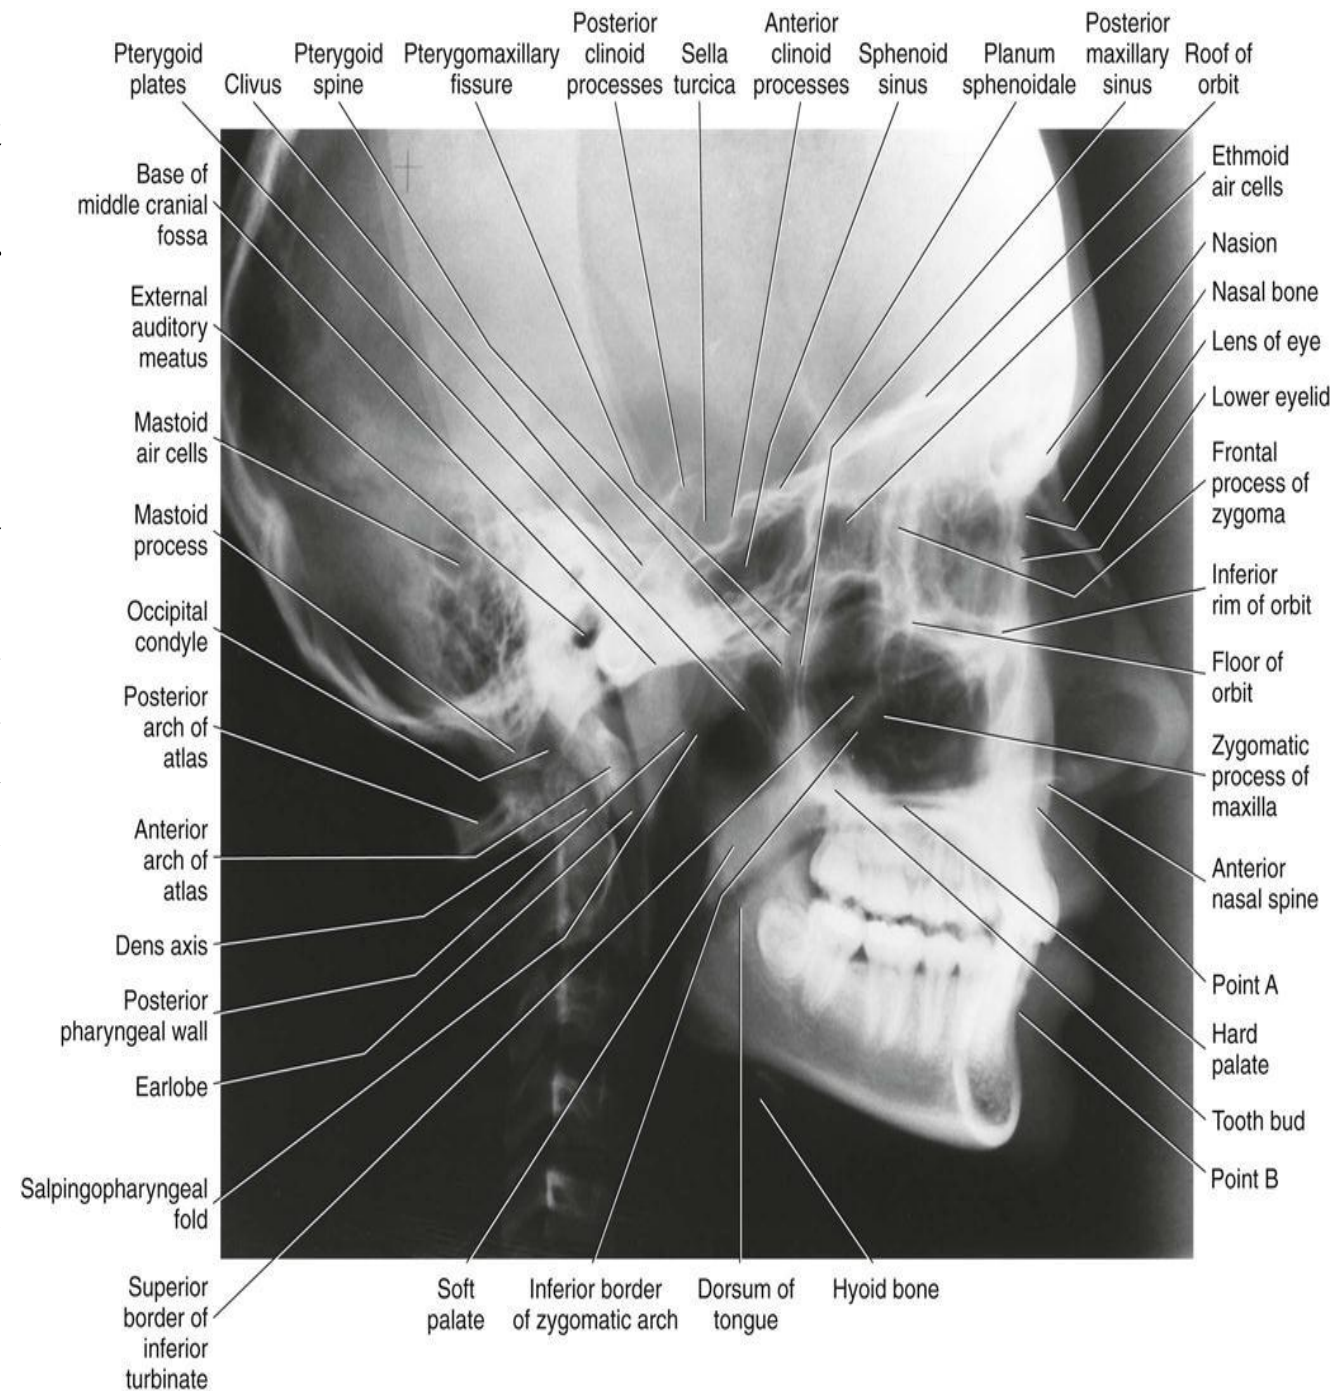 Pterygoid
plates
Clivus
Pterygoid
spine
Pterygomaxillary
fissure
Posterior
clinoid
processes
Sella
turcica
Anterior
clinoid
processes
Sphenoid
sinus
Planum
sphenoidale
Posterior
maxillary
sinus
Roof of
orbit
Base of
middle cranial
fossa
External
auditory
meatus
Mastoid
air cells
Mastoid
process
Occipital
condyle
Posterior
arch of
atlas
Anterior
arch of
atlas
Dens axis
Posterior
pharyngeal wall
Earlobe
Salpingopharyngeal
fold
Superior
border of
inferior
turbinate
Ethmoid
air cells
Nasion
Nasal bone
Lens of eye
Lower eyelid
Frontal
process of
zygoma
Inferior
rim of orbit
Floor of
orbit
Zygomatic
process of
maxilla
Anterior
nasal spine
Point A
Hard
palate
Tooth bud
Point B
Soft
palate
Inferior border
of zygomatic arch
Dorsum of
tongue
Hyoid bone